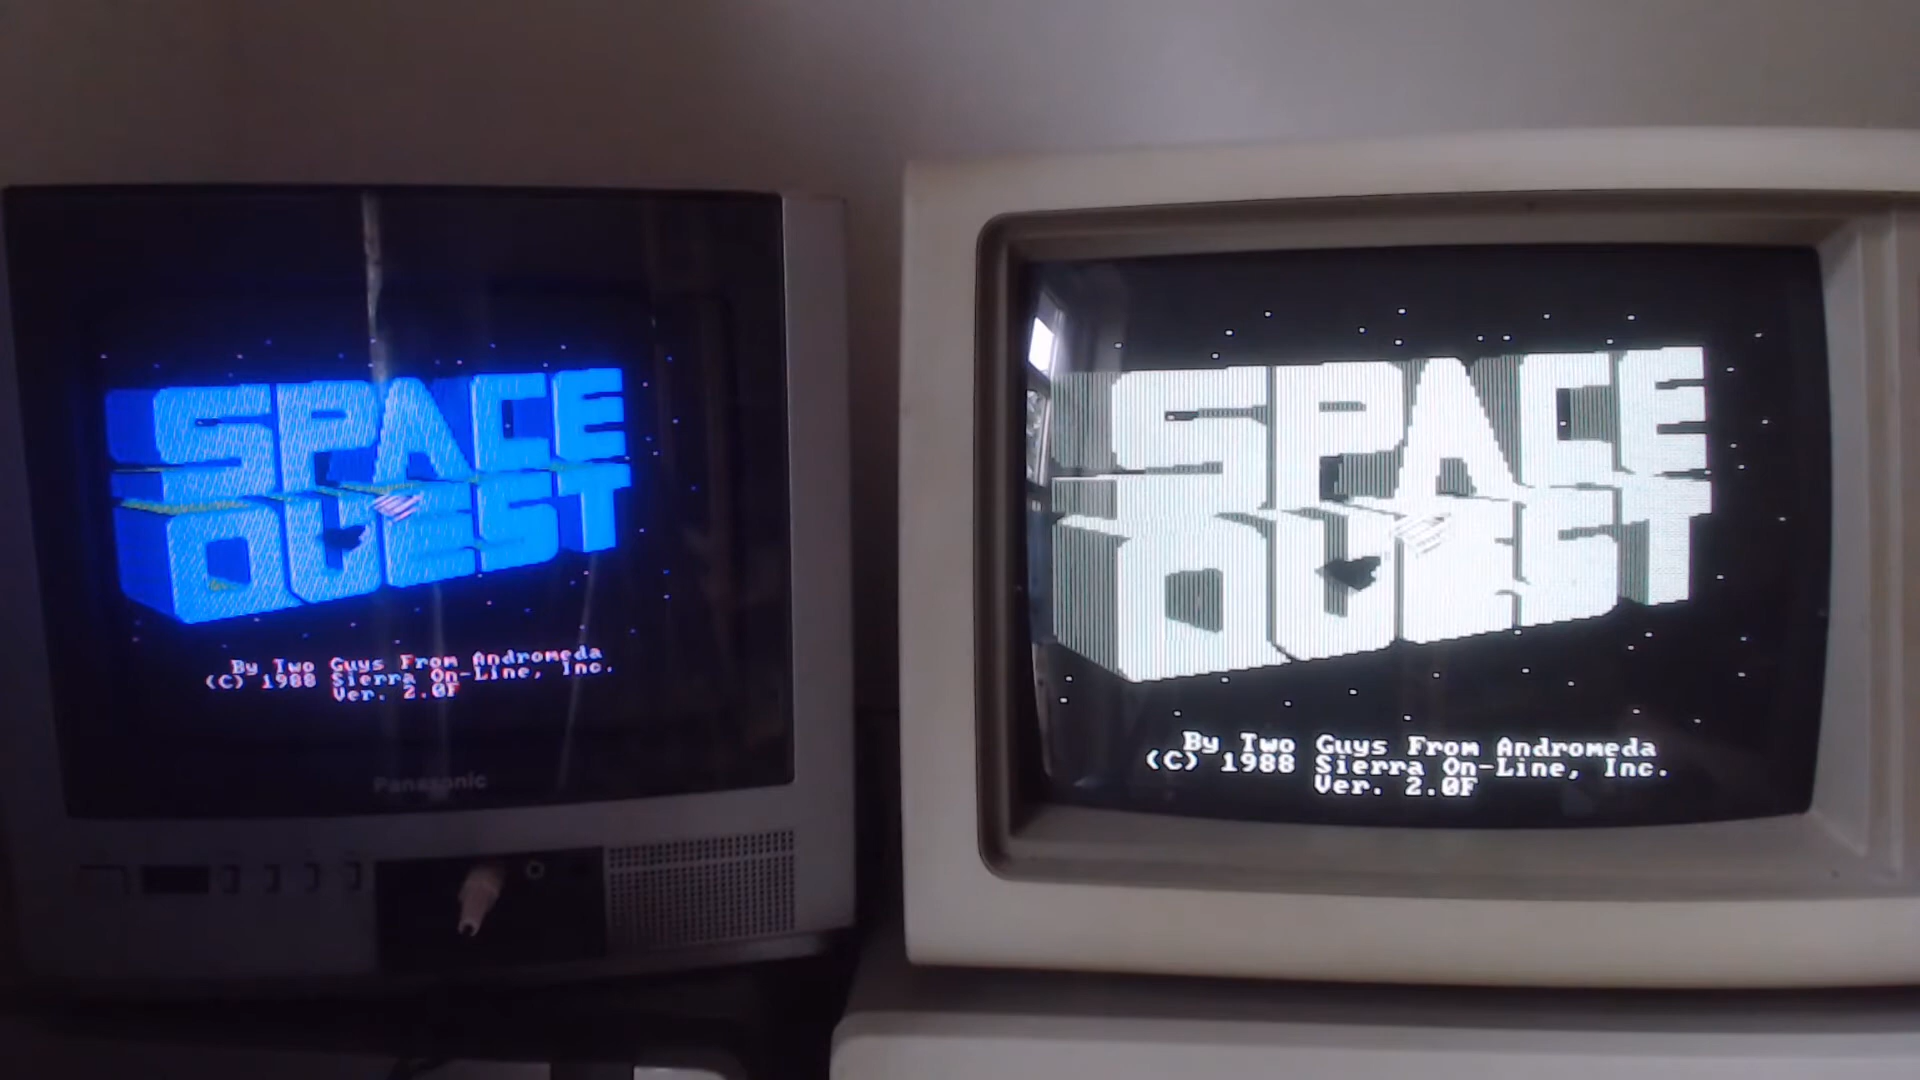 SPACE
QUEST
By Two Guys From Andromeda
(C) 1988 Sierra On-Line, Inc.
Ver. 2.0F
Panasonic
SPACE
QUEST
By Two Guys From Andromeda
(C) 1988 Sierra On-Line, Inc.
Ver. 2.0F